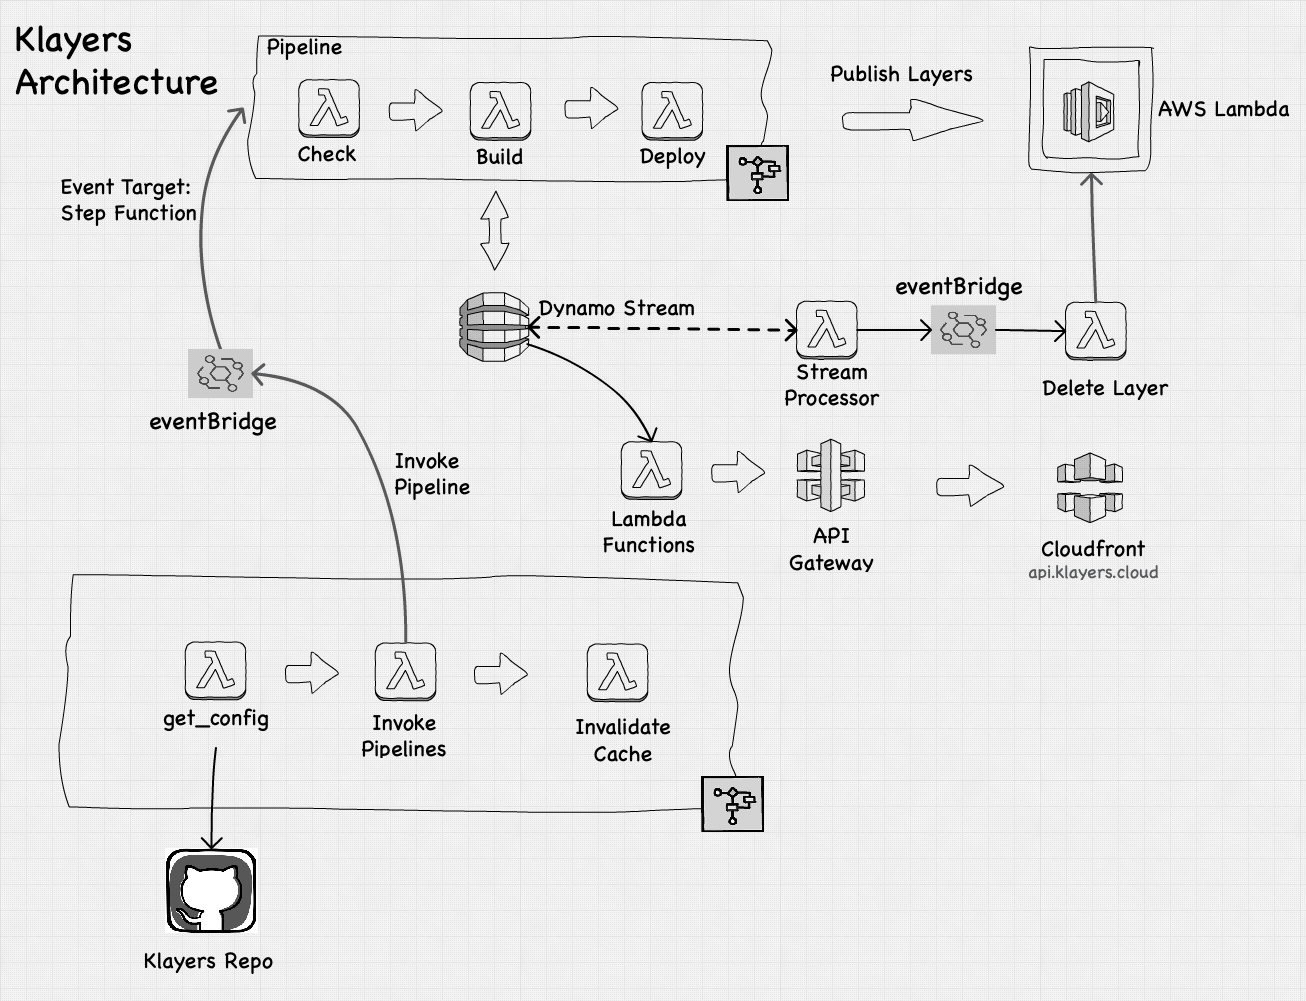 Klayers
Architecture
Pipeline
Check
Build
Deploy
Publish Layers
AWS Lambda
Event Target:
Step Function
Dynamo Stream
eventBridge
Stream
Processor
Delete Layer
eventBridge
Invoke
Pipeline
Lambda
Functions
API
Gateway
Cloudfront
api.klayers.cloud
get_config
Invoke
Pipelines
Invalidate
Cache
Klayers Repo